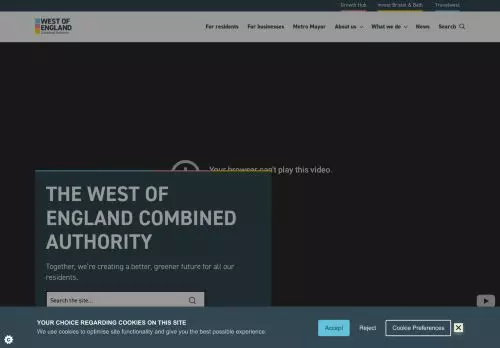 Growth Hub Invest Bristol & Bath Travelwest
WEST OF
ENGLAND
Combined Authority
For residents For businesses Metro Mayor About us What we do News Search
Your browser can't play this video.
THE WEST OF
ENGLAND COMBINED
AUTHORITY
Together, we're creating a better, greener future for all our
residents.
Search the site...
YOUR CHOICE REGARDING COOKIES ON THIS SITE
We use cookies to optimise site functionality and give you the best possible experience.
Accept Reject Cookie Preferences